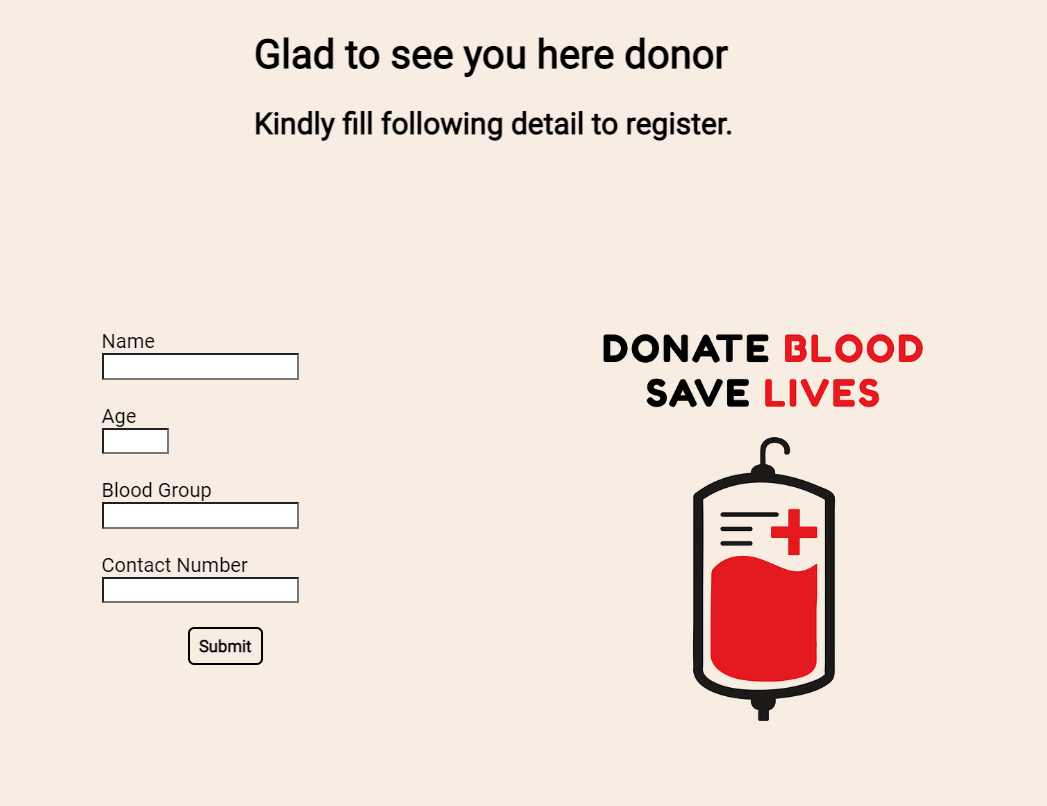 Glad to see you here donor
Kindly fill following detail to register.
Name
Age
Blood Group
Contact Number
Submit
DONATE BLOOD
SAVE LIVES